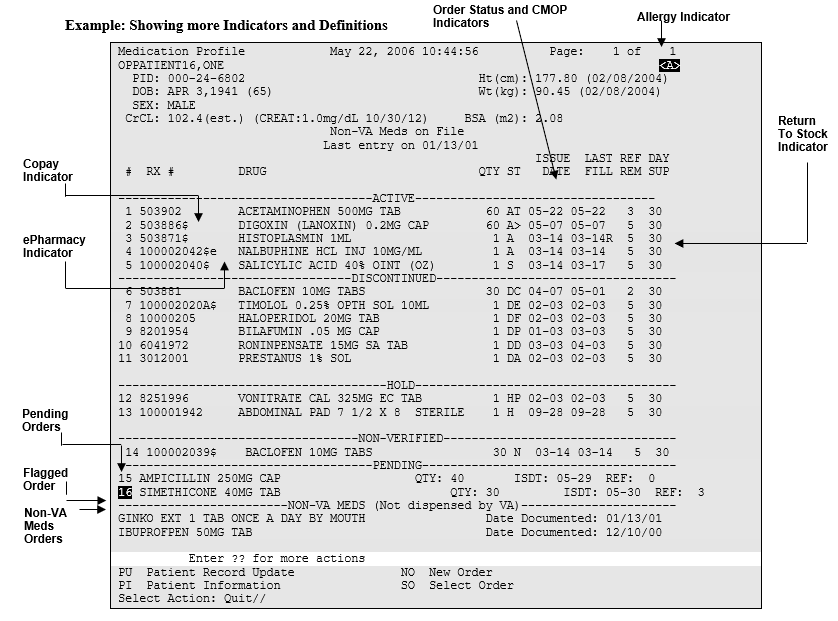 Example: Showing more Indicators and Definitions
Order Status and CMOP
Indicators
Allergy Indicator
Medication Profile May 22, 2006 10:44:56 Page: 1 of 1
OPPATIENT16,ONE <A>
PID: 000-24-6802 Ht(cm): 177.80 (02/08/2004)
DOB: APR 3,1941 (65) Wt(kg): 90.45 (02/08/2004)
SEX: MALE
CrCL: 102.4(est.) (CREAT:1.0mg/dL 10/30/12) BSA (m2): 2.08
Non-VA Meds on File
Last entry on 01/13/01
Return
To Stock
Indicator
ISSUE LAST REF DAY
# RX # DRUG QTY ST DATE FILL REM SUP
Copay
Indicator
ACTIVE
1 503902 ACETAMINOPHEN 500MG TAB 60 AT 05-22 05-22 3 30
2 503886$ DIGOXIN (LANOXIN) 0.2MG CAP 60 A> 05-07 05-07 5 30
3 503871$ HISTOPLASMIN 1ML 1 A 03-14 03-14R 5 30
4 100002042$e NALBUPHINE HCL INJ 10MG/ML 1 A 03-14 03-14 5 30
5 100002040$ SALICYLIC ACID 40% OINT (OZ) 1 S 03-14 03-17 5 30
ePharmacy
Indicator
DISCONTINUED
6 503881 BACLOFEN 10MG TABS 30 DC 04-07 05-01 2 30
7 100002020A$ TIMOLOL 0.25% OPTH SOL 10ML 1 DE 02-03 02-03 5 30
8 10000205 HALOPERIDOL 20MG TAB 1 DF 02-03 02-03 5 30
9 8201954 BILAFUMIN .05 MG CAP 1 DP 01-03 03-03 5 30
10 6041972 RONINPENSATE 15MG SA TAB 1 DD 03-03 04-03 5 30
11 3012001 PRESTANUS 1% SOL 1 DA 02-03 02-03 5 30
HOLD
12 8251996 VONITRATE CAL 325MG EC TAB 1 HP 02-03 02-03 5 30
13 100001942 ABDOMINAL PAD 7 1/2 X 8 STERILE 1 H 09-28 09-28 5 30
Pending
Orders
NON-VERIFIED
14 100002039$ BACLOFEN 10MG TABS 30 N 03-14 03-14 5 30
PENDING
15 AMPICILLIN 250MG CAP QTY: 40 ISDT: 05-29 REF: 0
Flagged
Order
16 SIMETHICONE 40MG TAB QTY: 30 ISDT: 05-30 REF: 3
Non-VA
Meds
Orders
NON-VA MEDS (Not dispensed by VA)
GINKO EXT 1 TAB ONCE A DAY BY MOUTH Date Documented: 01/13/01
IBUPROFPEN 50MG TAB Date Documented: 12/10/00
Enter ?? for more actions
PU Patient Record Update NO New Order
PI Patient Information SO Select Order
Select Action: Quit//